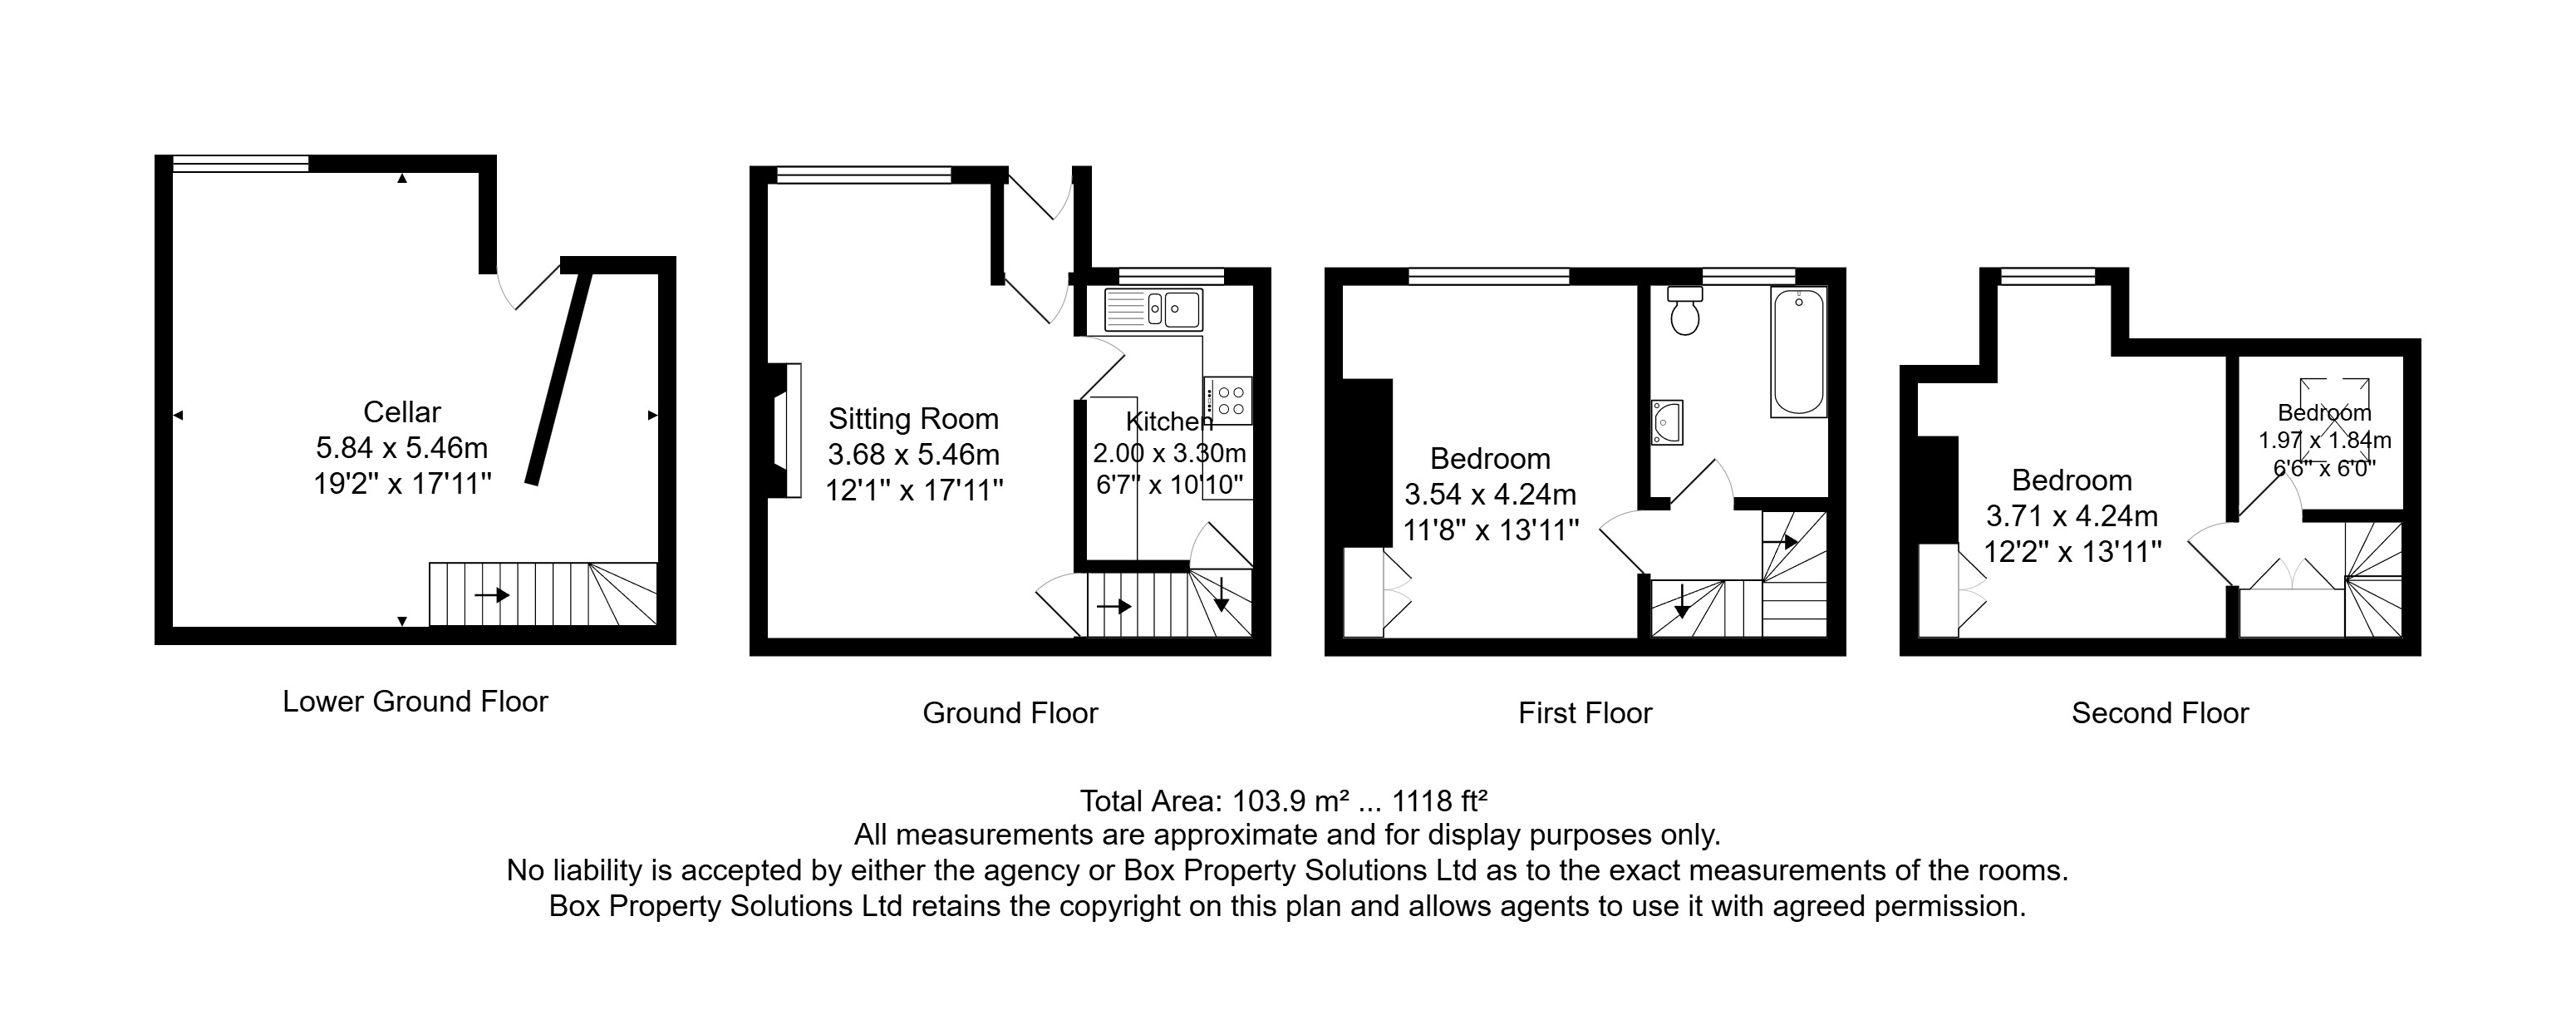 Cellar
5.84 x 5.46m
19'2" x 17'11"
Lower Ground Floor
Sitting Room
3.68 x 5.46m
12'1" x 17'11"
Kitchen
2.00 x 3.30m
6'7" x 10'10"
Ground Floor
Bedroom
3.54 x 4.24m
11'8" x 13'11"
First Floor
Bedroom
3.71 x 4.24m
12'2" x 13'11"
Bedroom
1.97 x 1.84m
6'6" x 6'0"
Second Floor
Total Area: 103.9 m² ... 1118 ft²
All measurements are approximate and for display purposes only.
No liability is accepted by either the agency or Box Property Solutions Ltd as to the exact measurements of the rooms.
Box Property Solutions Ltd retains the copyright on this plan and allows agents to use it with agreed permission.